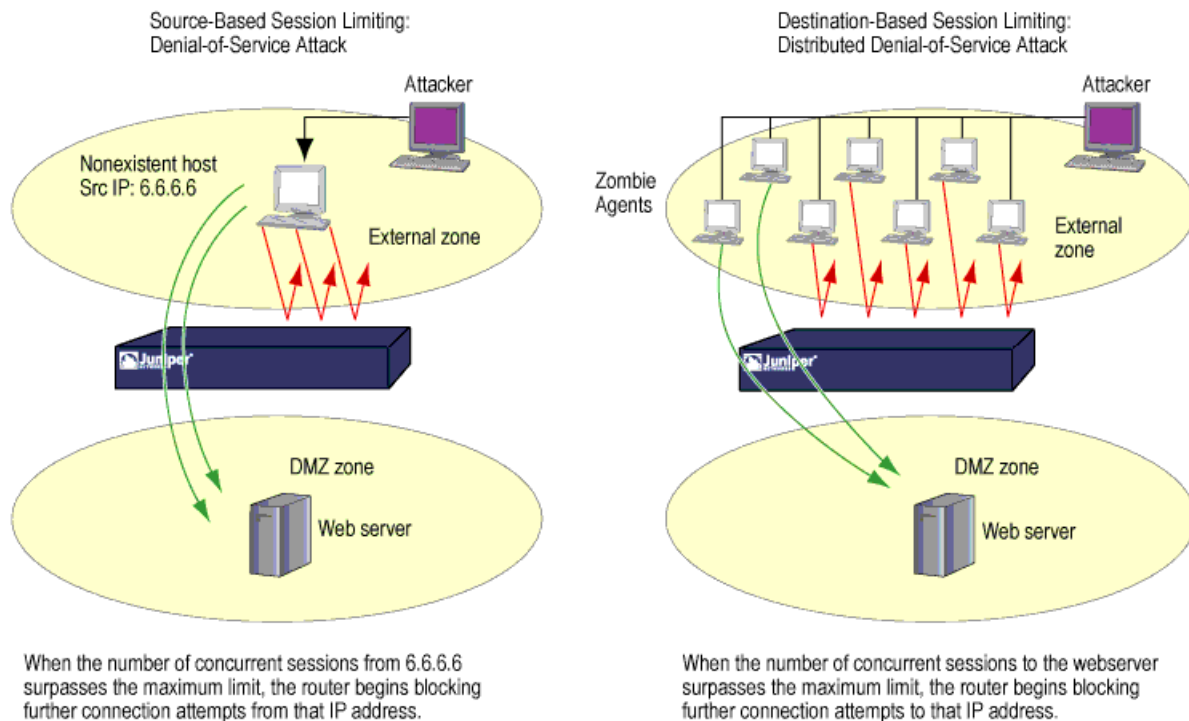 Source-Based Session Limiting:
Denial-of-Service Attack
Attacker
Nonexistent host
Src IP: 6.6.6.6
External zone
Juniper
NETWORKS
DMZ zone
Web server
When the number of concurrent sessions from 6.6.6.6
surpasses the maximum limit, the router begins blocking
further connection attempts from that IP address.
Destination-Based Session Limiting:
Distributed Denial-of-Service Attack
Attacker
Zombie
Agents
External
zone
Juniper
NETWORKS
DMZ zone
Web server
When the number of concurrent sessions to the webserver
surpasses the maximum limit, the router begins blocking
further connection attempts to that IP address.